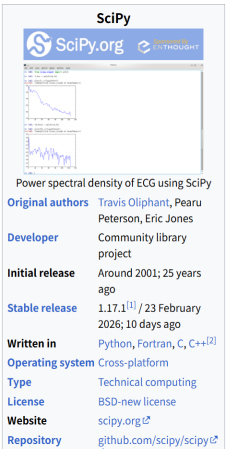 SciPy
SciPy.org
ENTHOUGHT
Power spectral density of ECG using SciPy
Original authors Travis Oliphant, Pearu
Peterson, Eric Jones
Developer Community library
project
Initial release Around 2001; 25 years
ago
Stable release 1.17.1[1] / 23 February
2026; 10 days ago
Written in Python, Fortran, C, C++[2]
Operating system Cross-platform
Type Technical computing
License BSD-new license
Website scipy.org
Repository github.com/scipy/scipy